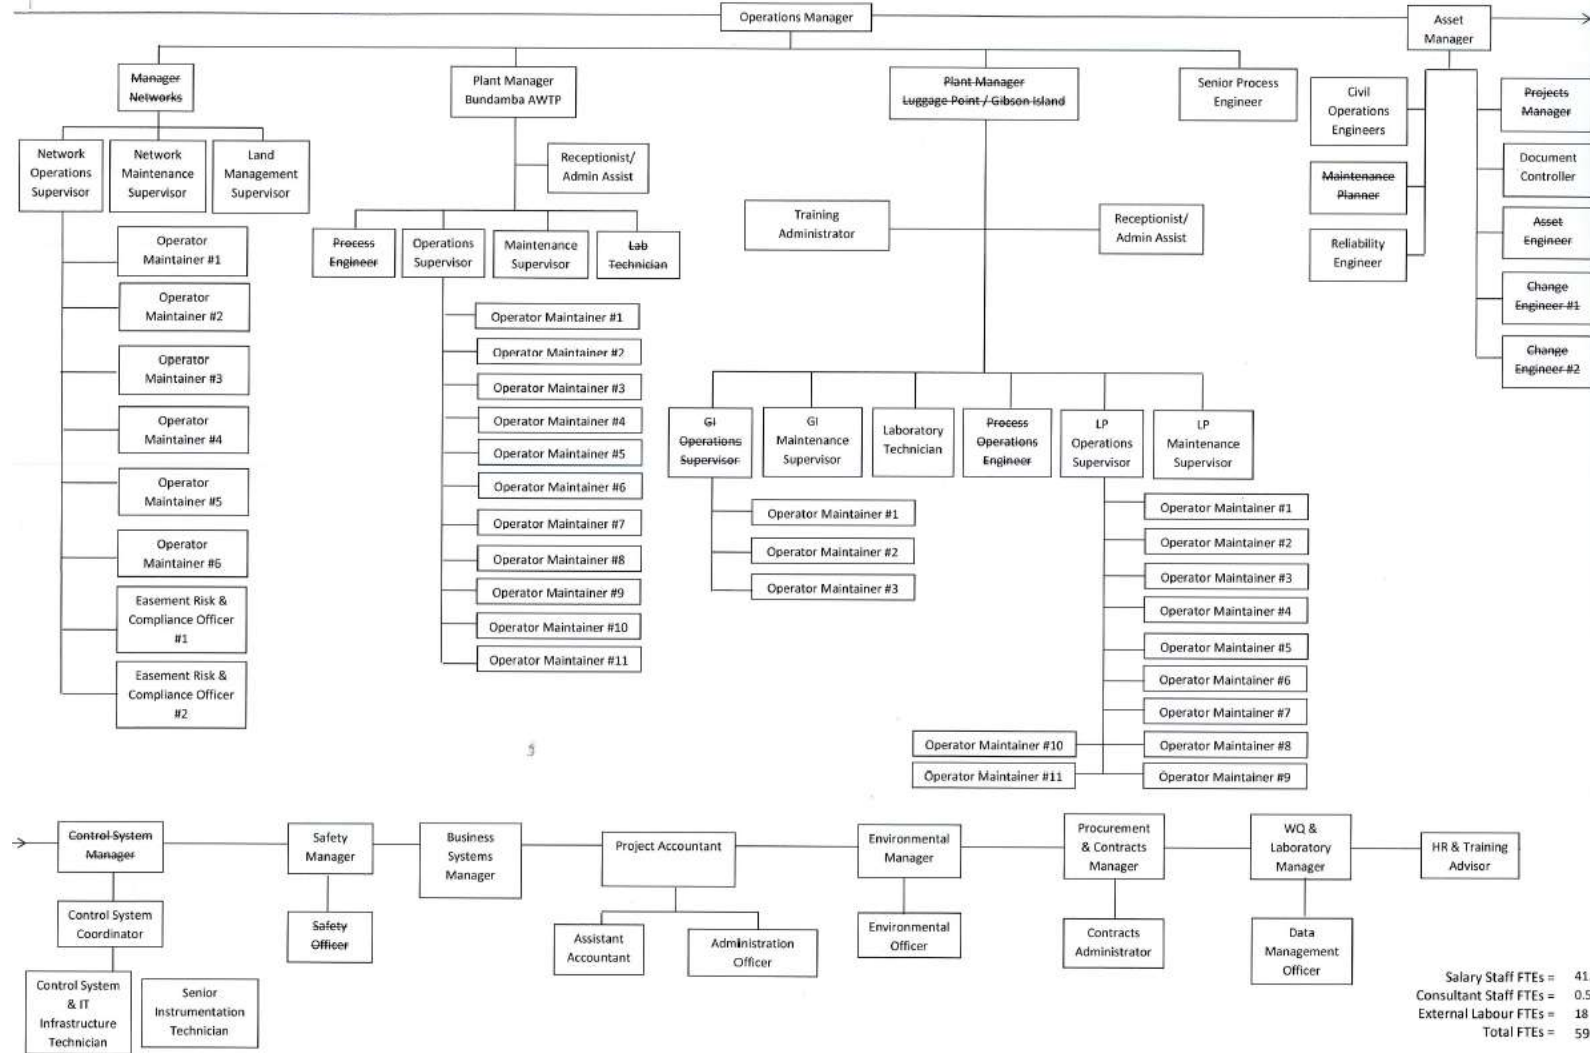 Operations Manager
Asset
Manager
Manager
Networks
Plant Manager
Bundamba AWTP
Plant Manager
Luggage Point / Gibson Island
Senior Process
Engineer
Civil
Operations
Engineers
Projects
Manager
Network
Operations
Supervisor
Network
Maintenance
Supervisor
Land
Management
Supervisor
Receptionist/
Admin Assist
Maintenance
Planner
Document
Controller
Training
Administrator
Receptionist/
Admin Assist
Reliability
Engineer
Asset
Engineer
Change
Engineer #1
Change
Engineer #2
Process
Engineer
Operations
Supervisor
Maintenance
Supervisor
Lab
Technician
Operator
Maintainer #1
Operator
Maintainer #2
Operator
Maintainer #3
Operator
Maintainer #4
Operator
Maintainer #5
Operator
Maintainer #6
Easement Risk &
Compliance Officer
#1
Easement Risk &
Compliance Officer
#2
Operator Maintainer #1
Operator Maintainer #2
Operator Maintainer #3
Operator Maintainer #4
Operator Maintainer #5
Operator Maintainer #6
Operator Maintainer #7
Operator Maintainer #8
Operator Maintainer #9
Operator Maintainer #10
Operator Maintainer #11
GI
Operations
Supervisor
GI
Maintenance
Supervisor
Laboratory
Technician
Process
Operations
Engineer
LP
Operations
Supervisor
LP
Maintenance
Supervisor
Operator Maintainer #1
Operator Maintainer #2
Operator Maintainer #3
Operator Maintainer #1
Operator Maintainer #2
Operator Maintainer #3
Operator Maintainer #4
Operator Maintainer #5
Operator Maintainer #6
Operator Maintainer #7
Operator Maintainer #10
Operator Maintainer #8
Operator Maintainer #11
Operator Maintainer #9
Control System
Manager
Safety
Manager
Business
Systems
Manager
Project Accountant
Environmental
Manager
Procurement
& Contracts
Manager
WQ &
Laboratory
Manager
HR & Training
Advisor
Control System
Coordinator
Safety
Officer
Assistant
Accountant
Administration
Officer
Environmental
Officer
Contracts
Administrator
Data
Management
Officer
Control System
& IT
Infrastructure
Technician
Senior
Instrumentation
Technician
Salary Staff FTEs = 41.
Consultant Staff FTEs = 0.5
External Labour FTEs = 18
Total FTEs = 59